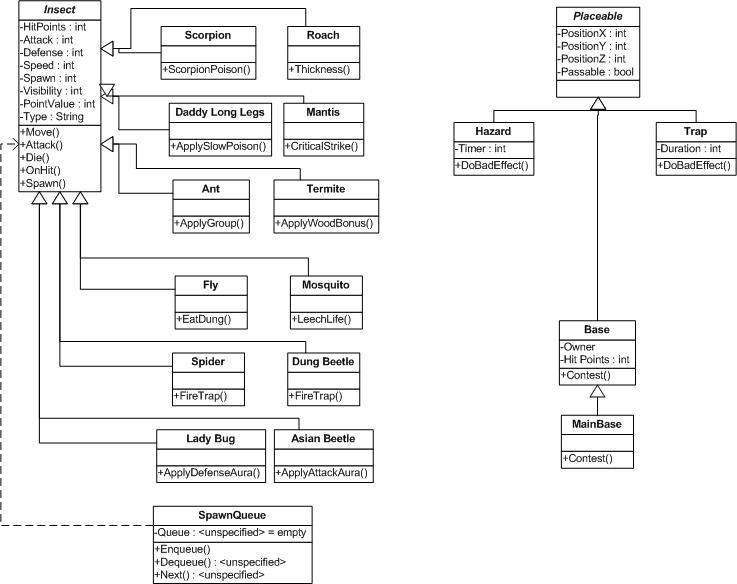 Insect
-HitPoints : int
-Attack : int
-Defense : int
-Speed : int
-Spawn : int
-Visibility : int
-PointValue : int
-Type : String
+Move()
+Attack()
+Die()
+OnHit()
+Spawn()
Scorpion
+ScorpionPoison()
Roach
+Thickness()
Daddy Long Legs
+ApplySlowPoison()
Mantis
+CriticalStrike()
Ant
+ApplyGroup()
Termite
+ApplyWoodBonus()
Fly
+EatDung()
Mosquito
+LeechLife()
Spider
+FireTrap()
Dung Beetle
+FireTrap()
Lady Bug
+ApplyDefenseAura()
Asian Beetle
+ApplyAttackAura()
SpawnQueue
-Queue : <unspecified> = empty
+Enqueue()
+Dequeue() : <unspecified>
+Next() : <unspecified>
Placeable
-PositionX : int
-PositionY : int
-PositionZ : int
-Passable : bool
Hazard
-Timer : int
+DoBadEffect()
Trap
-Duration : int
+DoBadEffect()
Base
-Owner
-Hit Points : int
+Contest()
MainBase
+Contest()